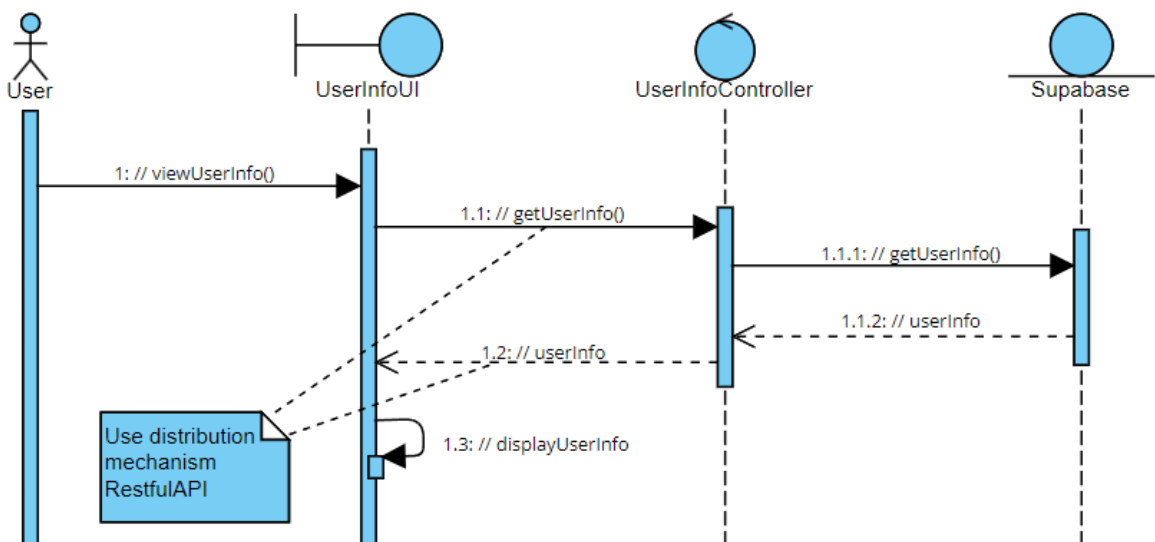 User
UserInfoUI
UserInfoController
Supabase
1: // viewUserInfo()
1.1: // getUserInfo()
1.1.1: // getUserInfo()
1.1.2: // userInfo
1.2: // userInfo
Use distribution
mechanism
RestfulAPI
1.3: // displayUserInfo